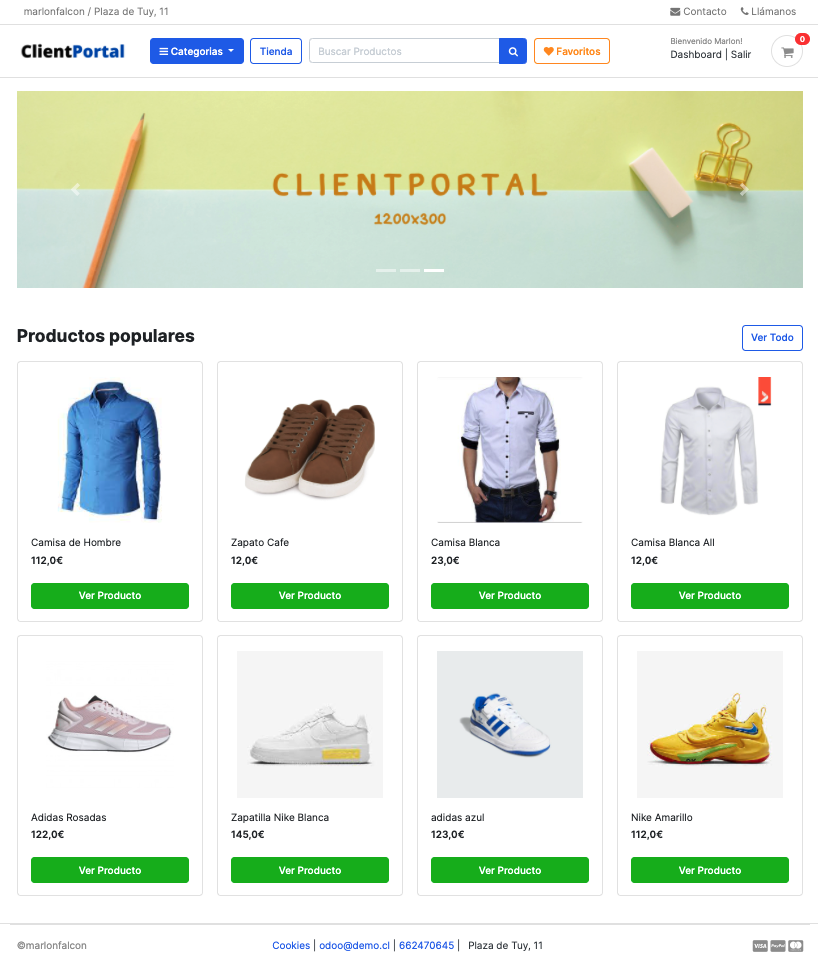 marlonfalcon / Plaza de Tuy, 11
Contacto Llámanos
ClientPortal
Categorias
Tienda
Buscar Productos
Favoritos
Bienvenido Marlon!
Dashboard | Salir
0
CLIENTPORTAL
1200x300
Productos populares
Ver Todo
Camisa de Hombre
112,0€
Ver Producto
Zapato Cafe
12,0€
Ver Producto
Camisa Blanca
23,0€
Ver Producto
Camisa Blanca All
12,0€
Ver Producto
Adidas Rosadas
122,0€
Ver Producto
Zapatilla Nike Blanca
145,0€
Ver Producto
adidas azul
123,0€
Ver Producto
Nike Amarillo
112,0€
Ver Producto
©marlonfalcon
Cookies | odoo@demo.cl | 662470645 | Plaza de Tuy, 11
VISA PayPal